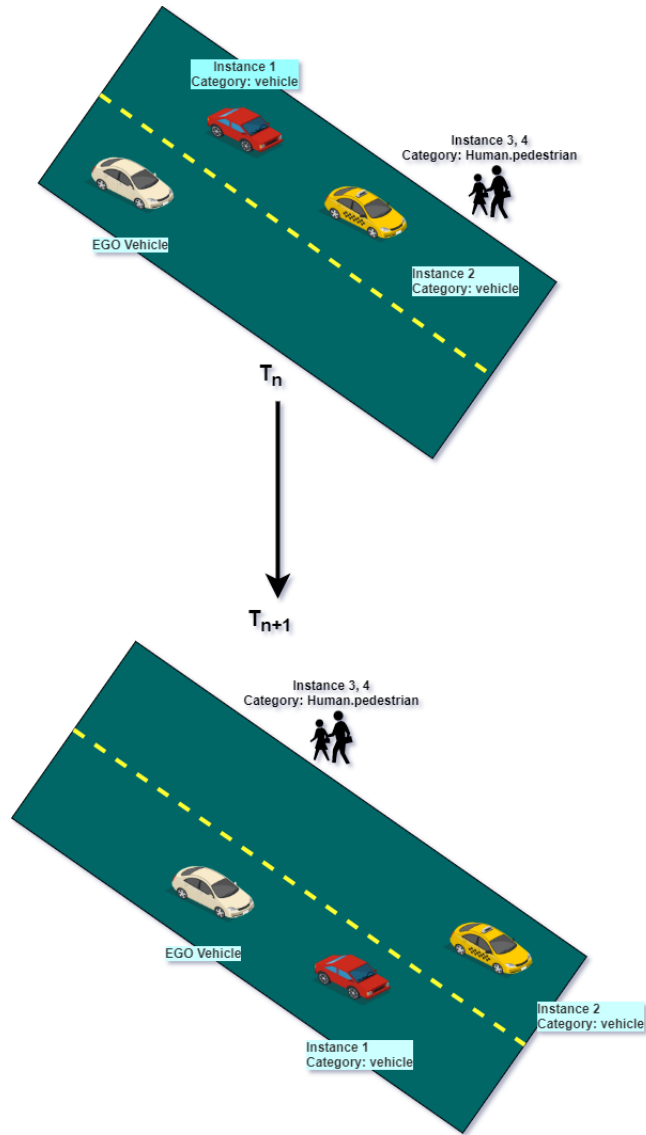 Instance 1
Category: vehicle
Instance 3, 4
Category: Human.pedestrian
EGO Vehicle
Instance 2
Category: vehicle
Tn
Tn+1
Instance 3, 4
Category: Human.pedestrian
EGO Vehicle
Instance 2
Category: vehicle
Instance 1
Category: vehicle